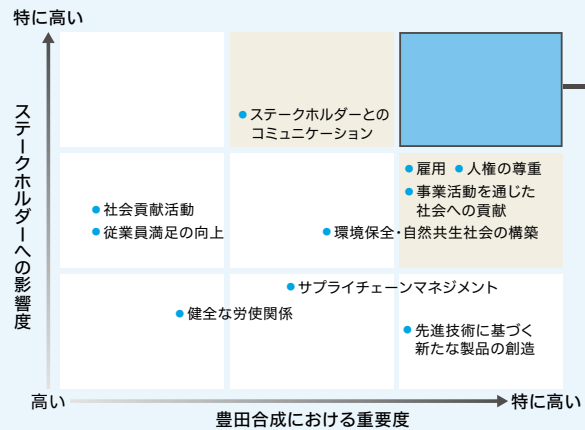 特に高い
ステークホルダーへの影響度
● ステークホルダーとの
コミュニケーション
● 雇用 ● 人権の尊重
● 事業活動を通じた
社会への貢献
● 社会貢献活動
● 従業員満足の向上
● 環境保全・自然共生社会の構築
● サプライチェーンマネジメント
● 健全な労使関係
● 先進技術に基づく
新たな製品の創造
高い
特に高い
豊田合成における重要度